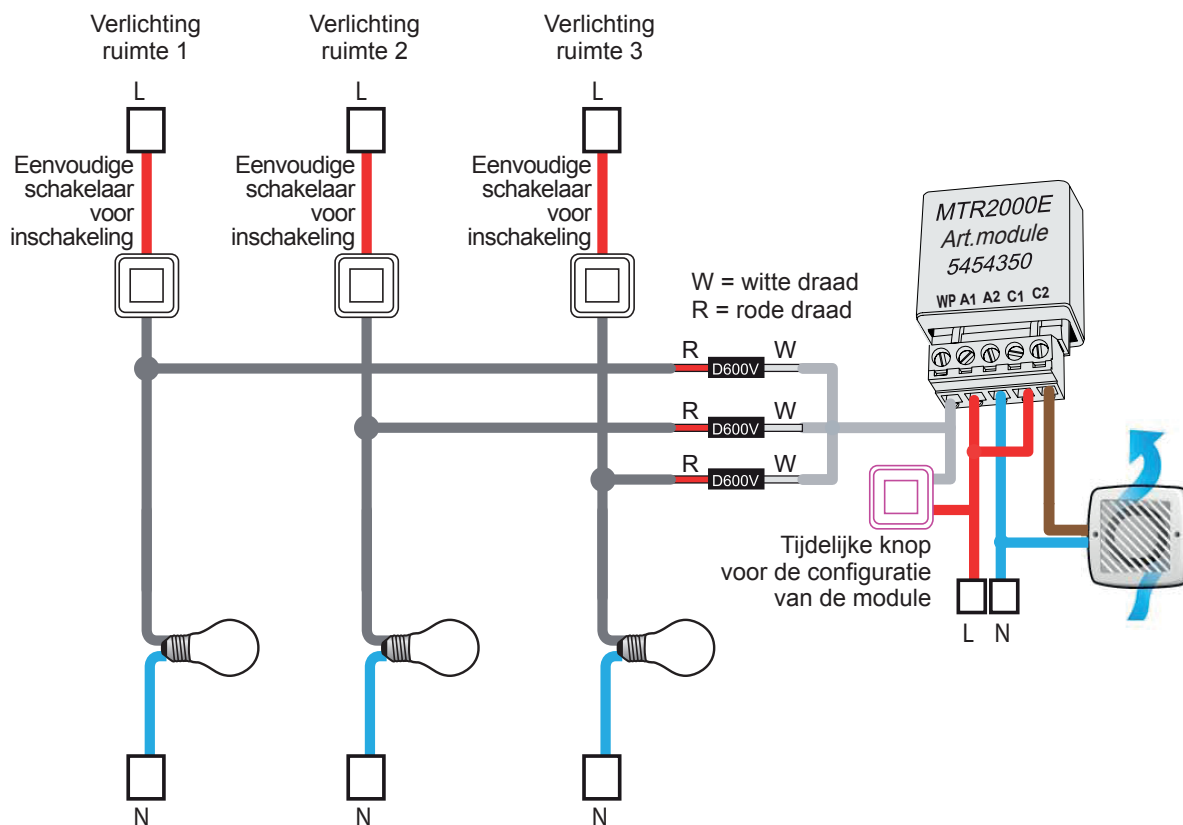 Verlichting
ruimte 1
Verlichting
ruimte 2
Verlichting
ruimte 3
L
L
L
Eenvoudige
schakelaar
voor
inschakeling
Eenvoudige
schakelaar
voor
inschakeling
Eenvoudige
schakelaar
voor
inschakeling
MTR2000E
Art.module
5454350
WP A1 A2 C1 C2
W = witte draad
R = rode draad
R D600V W
R D600V W
R D600V W
Tijdelijke knop
voor de configuratie
van de module
L N
N
N
N